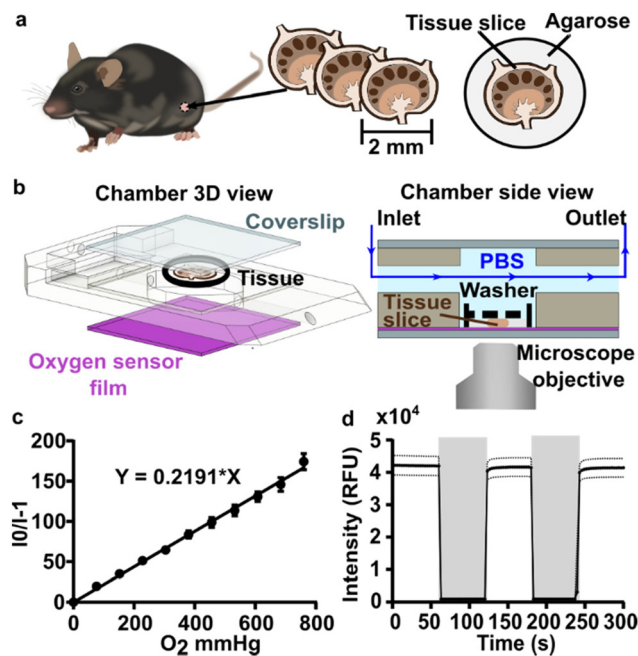 a
Tissue slice
Agarose
2 mm
b
Chamber 3D view
Coverslip
Tissue
Oxygen sensor
film
Chamber side view
Inlet
Outlet
PBS
Washer
Tissue
slice
Microscope
objective
c
200
150
100
50
0
Y = 0.2191*X
I0/I-1
0 200 400 600 800
O2 mmHg
d
x10⁴
5
4
3
2
1
0
Intensity (RFU)
0 50 100 150 200 250 300
Time (s)